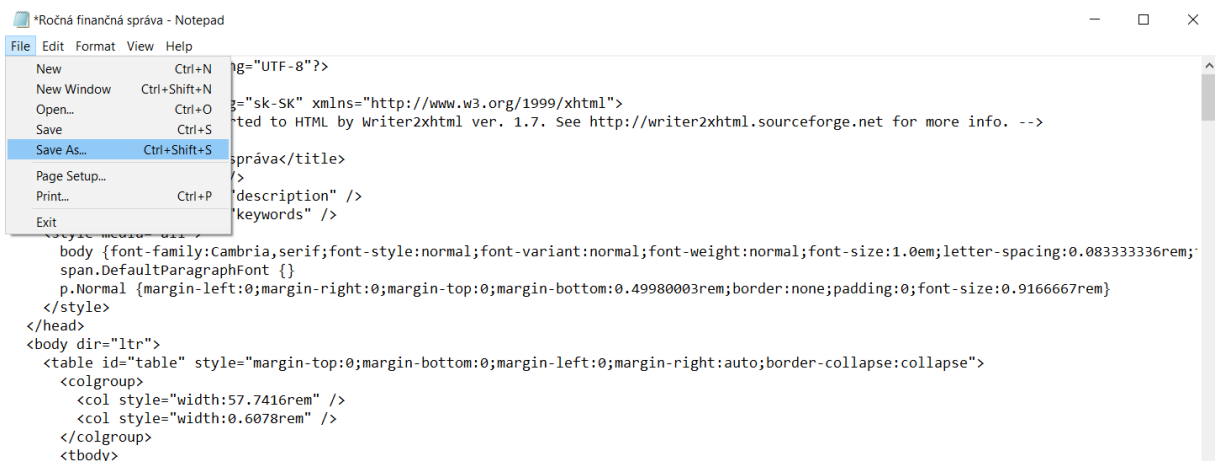 *Ročná finančná správa - Notepad
File Edit Format View Help
New Ctrl+N
New Window Ctrl+Shift+N
Open... Ctrl+O
Save Ctrl+S
Save As... Ctrl+Shift+S
Page Setup...
Print... Ctrl+P
Exit
="UTF-8"?>
="sk-SK" xmlns="http://www.w3.org/1999/xhtml">
rted to HTML by Writer2xhtml ver. 1.7. See http://writer2xhtml.sourceforge.net for more info. -->
správa</title>
/>
"description" />
"keywords" />
body {font-family:Cambria,serif;font-style:normal;font-variant:normal;font-weight:normal;font-size:1.0em;letter-spacing:0.083333336rem;
span.DefaultParagraphFont {}
p.Normal {margin-left:0;margin-right:0;margin-top:0;margin-bottom:0.49980003rem;border:none;padding:0;font-size:0.9166667rem}
</style>
</head>
<body dir="ltr">
<table id="table" style="margin-top:0;margin-bottom:0;margin-left:0;margin-right:auto;border-collapse:collapse">
<colgroup>
<col style="width:57.7416rem" />
<col style="width:0.6078rem" />
</colgroup>
<tbody>